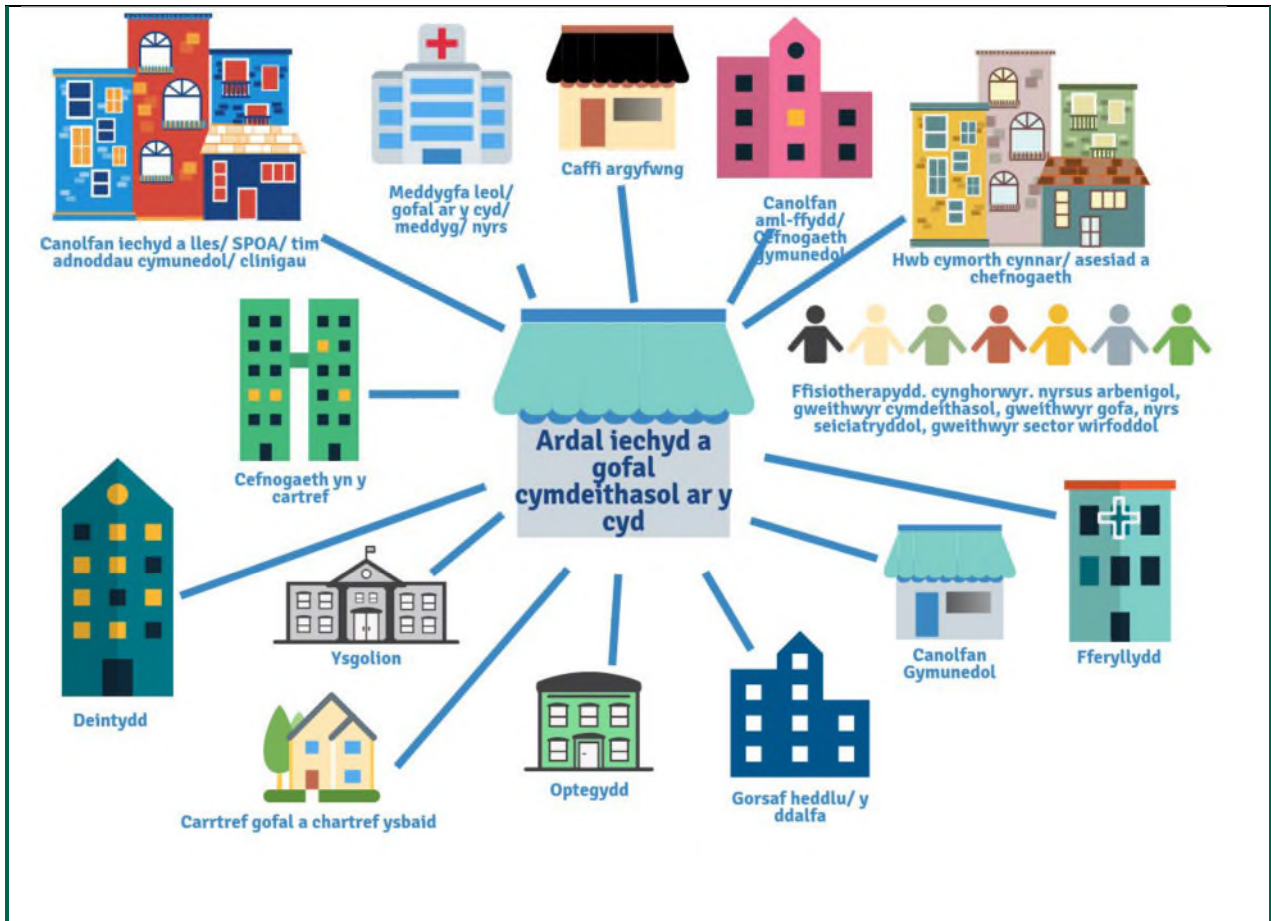 Canolfan iechyd a lles/ SPOA/ tim
adnoddau cymunedol/ clinigau
Meddygfa leol/
gofal ar y cyd/
meddyg/ nyrs
Caffi argyfwng
Canolfan
aml-ffydd/
Cefnogaeth
gymunedol
Hwb cymorth cynnar/ asesiad a
chefnogaeth
Ffisiotherapydd. cynghorwyr. nyrsus arbenigol,
gweithwyr cymdeithasol, gweithwyr gofa, nyrs
seiciatryddol, gweithwyr sector wirfoddol
Cefnogaeth yn y
cartref
Ardal iechyd a
gofal
cymdeithasol ar y
cyd
Deintydd
Ysgolion
Canolfan
Gymunedol
Fferyllydd
Carrtref gofal a chartref ysbaid
Optegydd
Gorsaf heddlu/ y
ddalfa